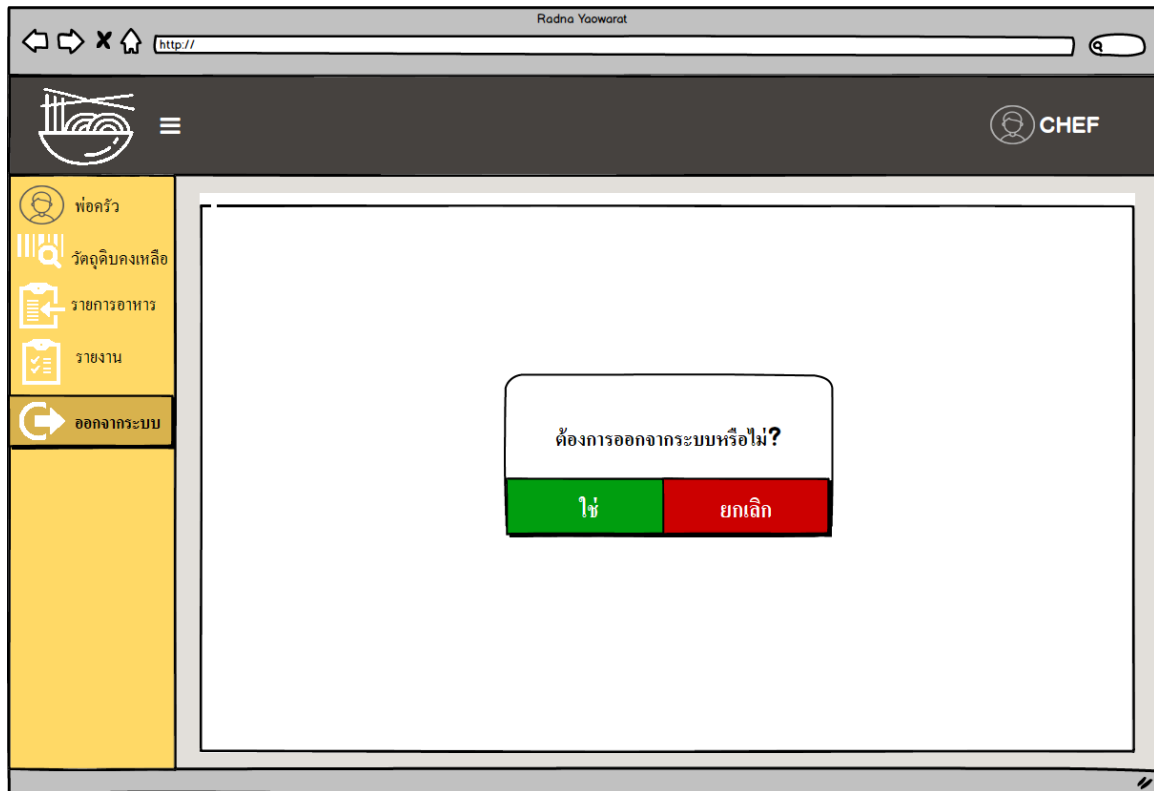 Radna Yaowarat
http://
CHEF
พ่อครัว
วัตถุดิบคงเหลือ
รายการอาหาร
รายงาน
ออกจากระบบ
ต้องการออกจากระบบหรือไม่?
ใช่
ยกเลิก